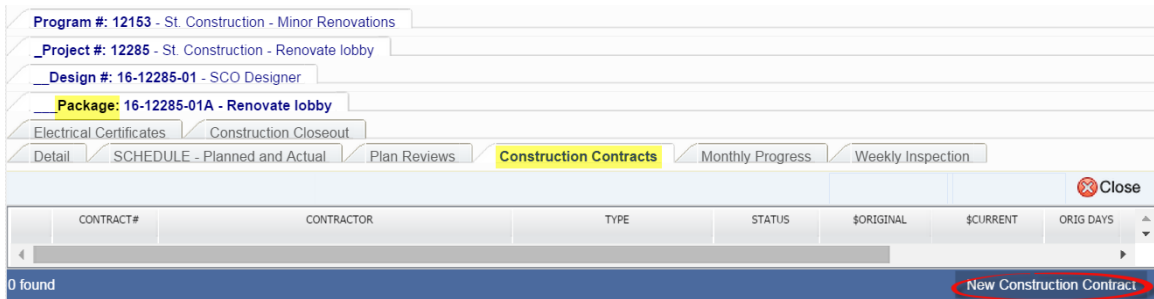 Program #: 12153 - St. Construction - Minor Renovations
_Project #: 12285 - St. Construction - Renovate lobby
__Design #: 16-12285-01 - SCO Designer
___Package: 16-12285-01A - Renovate lobby
Electrical Certificates Construction Closeout
Detail SCHEDULE - Planned and Actual Plan Reviews Construction Contracts Monthly Progress Weekly Inspection
Close
CONTRACT# CONTRACTOR TYPE STATUS $ORIGINAL $CURRENT ORIG DAYS
0 found New Construction Contract